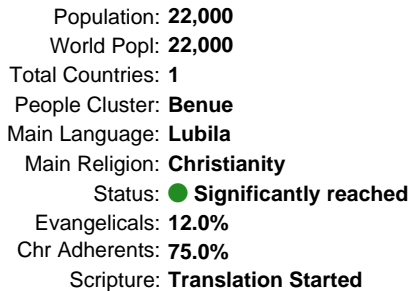 Population: 22,000
World Popl: 22,000
Total Countries: 1
People Cluster: Benue
Main Language: Lubila
Main Religion: Christianity
Status: Significantly reached
Evangelicals: 12.0%
Chr Adherents: 75.0%
Scripture: Translation Started